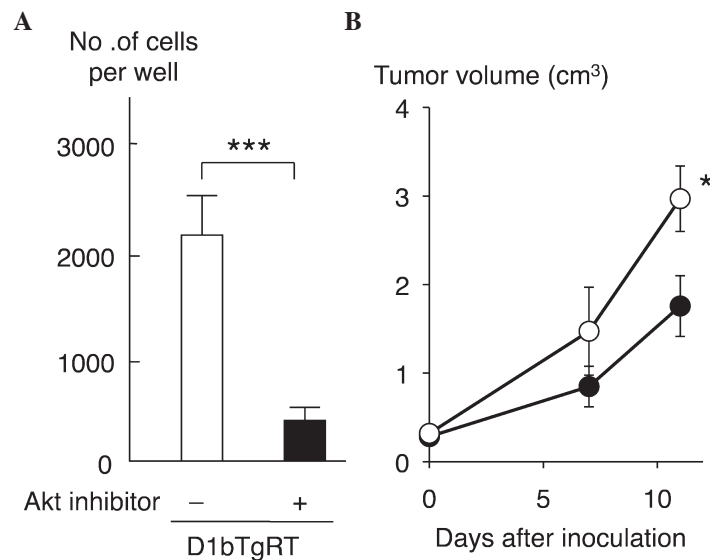 A
No .of cells
per well
3000
2000
1000
0
***
Akt inhibitor − +
D1bTgRT
B
Tumor volume (cm³)
4
3
2
1
0
*
0 5 10
Days after inoculation